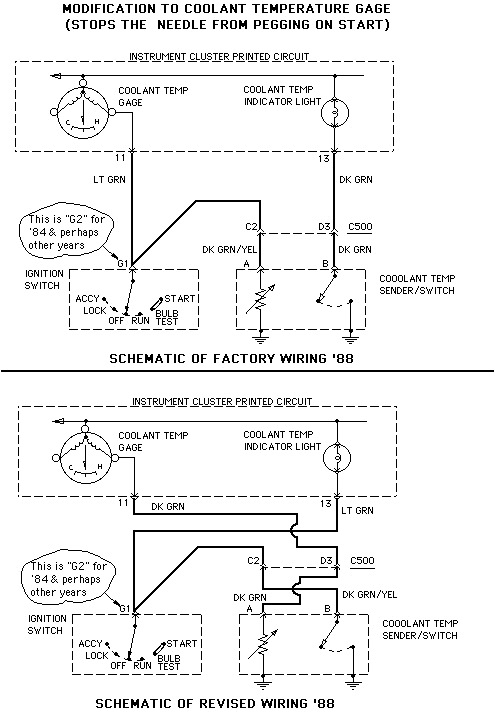 MODIFICATION TO COOLANT TEMPERATURE GAGE
(STOPS THE NEEDLE FROM PEGGING ON START)
INSTRUMENT CLUSTER PRINTED CIRCUIT
COOLANT TEMP
GAGE
COOLANT TEMP
INDICATOR LIGHT
C H
11
13
LT GRN
DK GRN
This is "G2" for
'84 & perhaps
other years
C2
D3
C500
DK GRN/YEL
DK GRN
G1
A
B
IGNITION
SWITCH
COOOLANT TEMP
SENDER/SWITCH
ACCY
START
LOCK
OFF
RUN
BULB
TEST
SCHEMATIC OF FACTORY WIRING '88
INSTRUMENT CLUSTER PRINTED CIRCUIT
COOLANT TEMP
GAGE
COOLANT TEMP
INDICATOR LIGHT
C H
11
13
DK GRN
LT GRN
This is "G2" for
'84 & perhaps
other years
C2
D3
C500
DK GRN
DK GRN/YEL
G1
A
B
IGNITION
SWITCH
COOOLANT TEMP
SENDER/SWITCH
ACCY
START
LOCK
OFF
RUN
BULB
TEST
SCHEMATIC OF REVISED WIRING '88